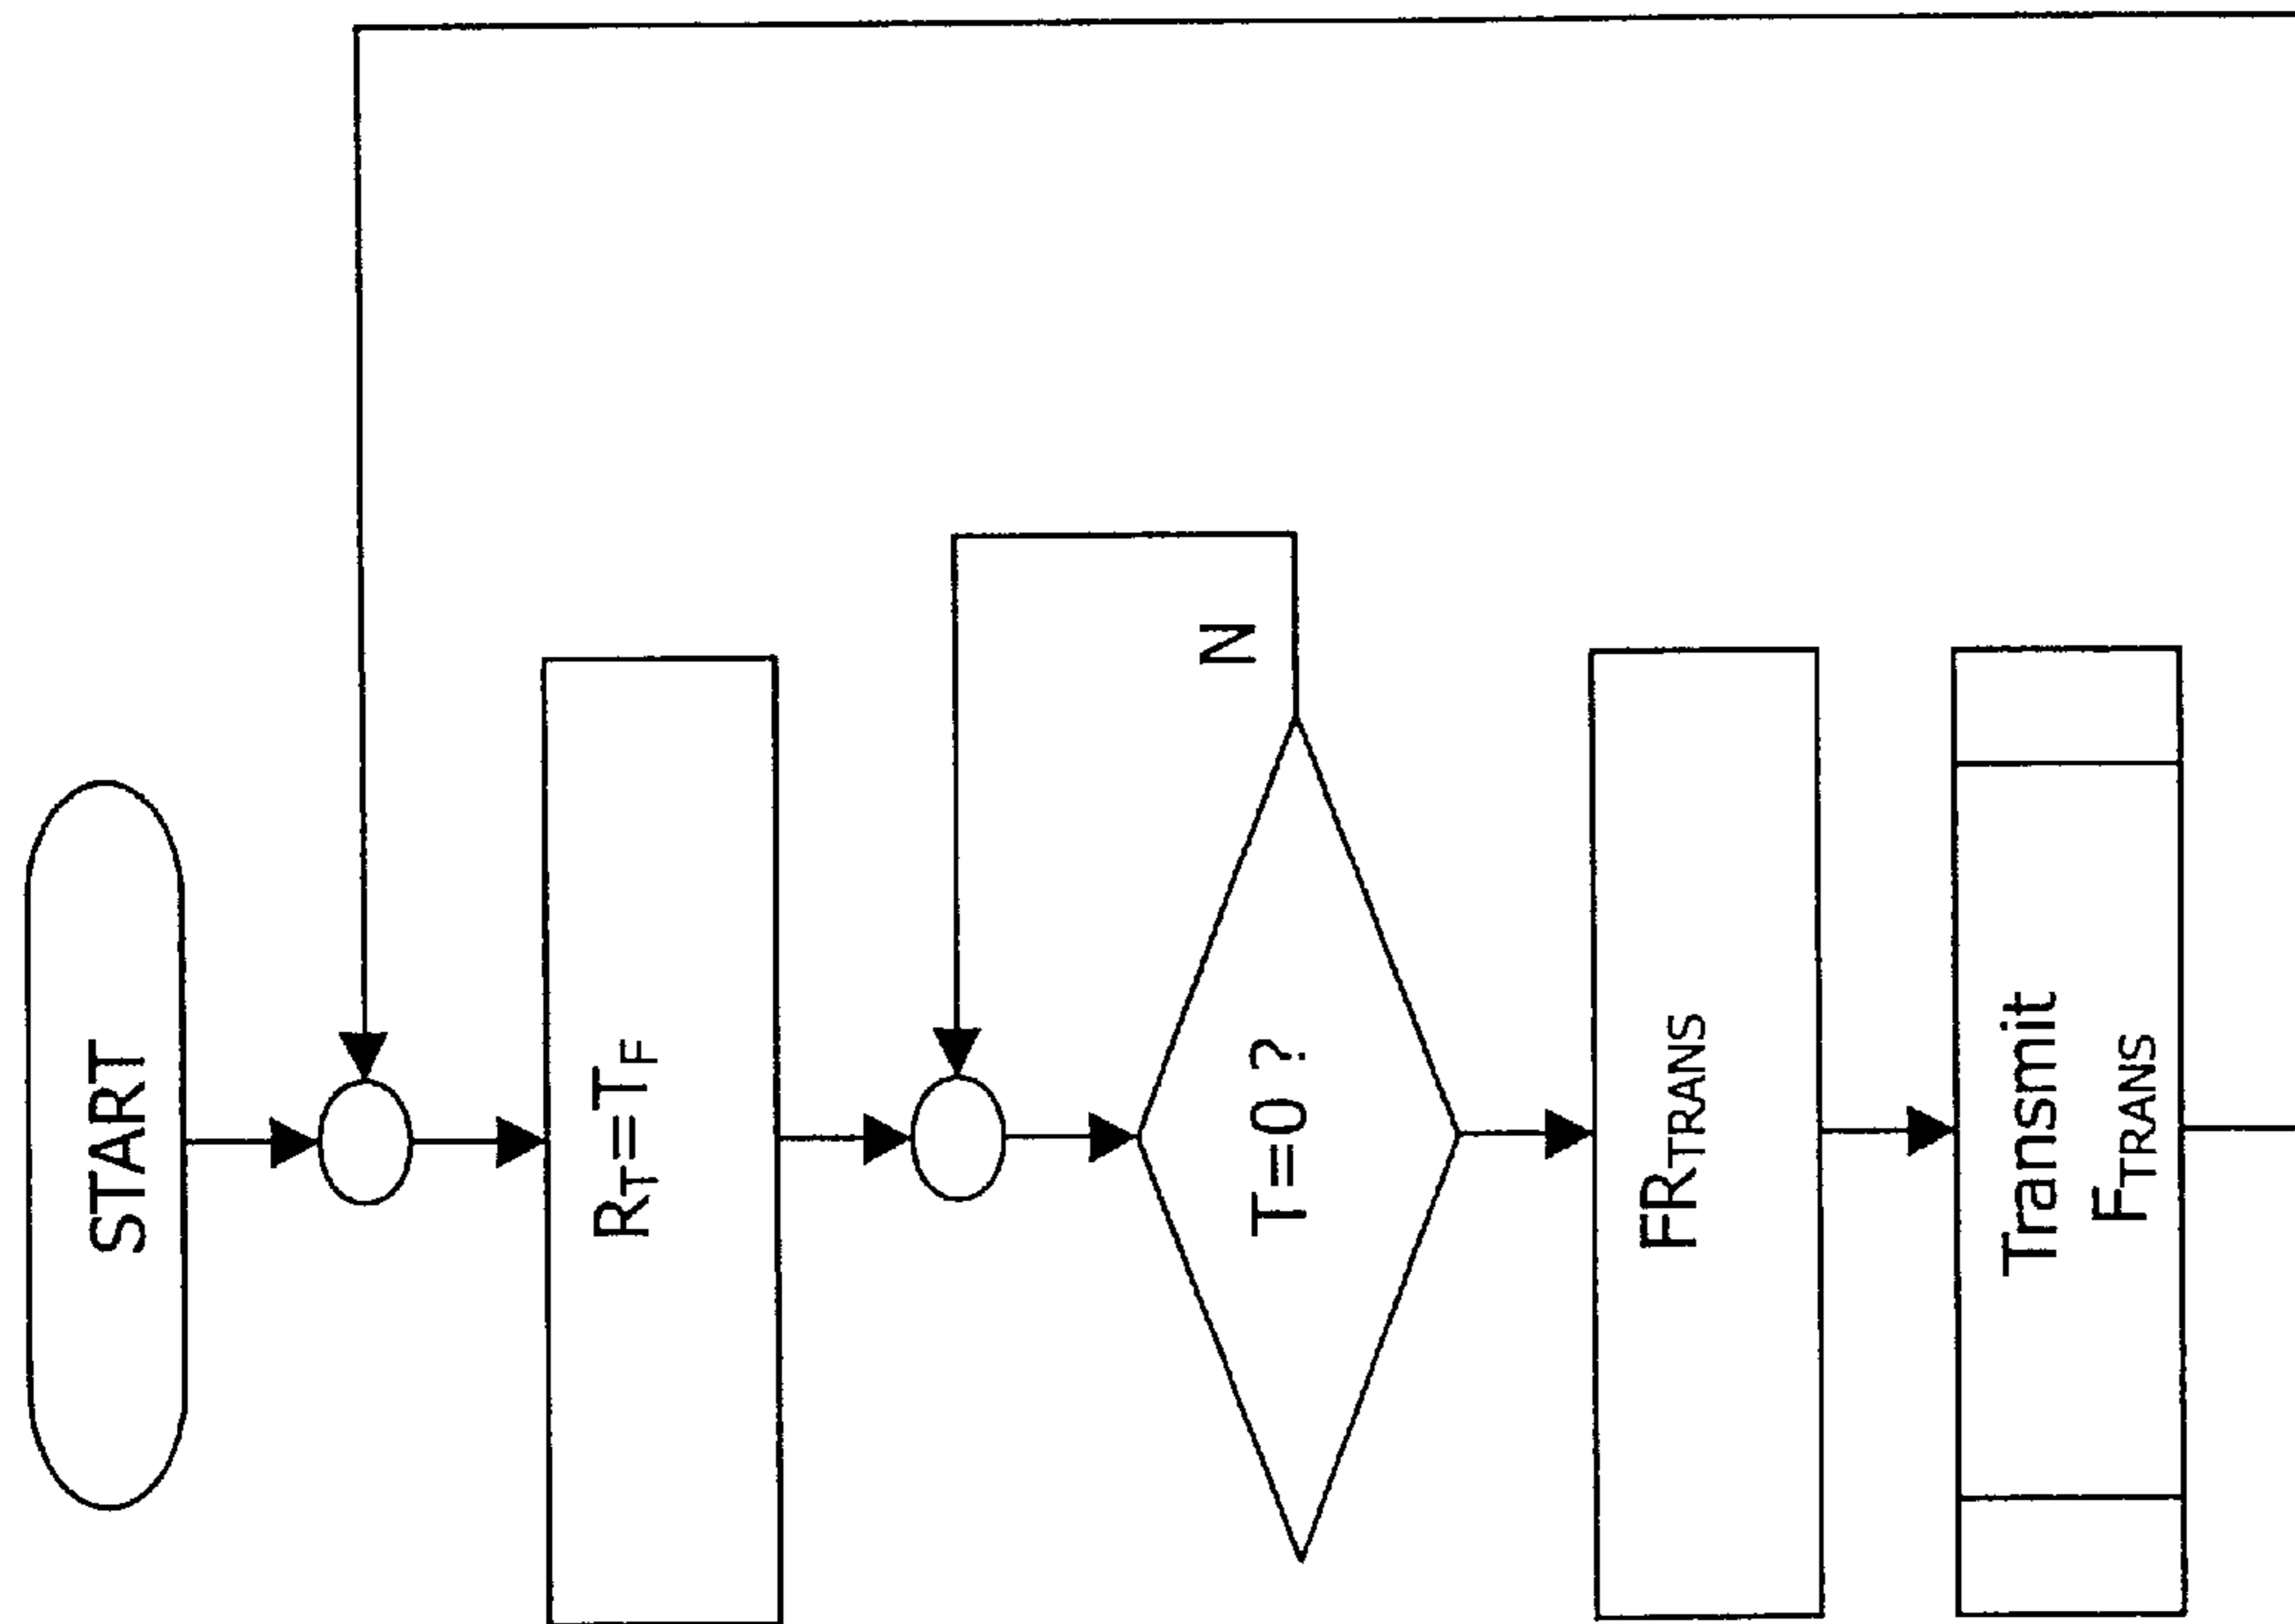 START
R_T=T_F
N
T=0 ?
FR_TRANS
Transmit
F_TRANS